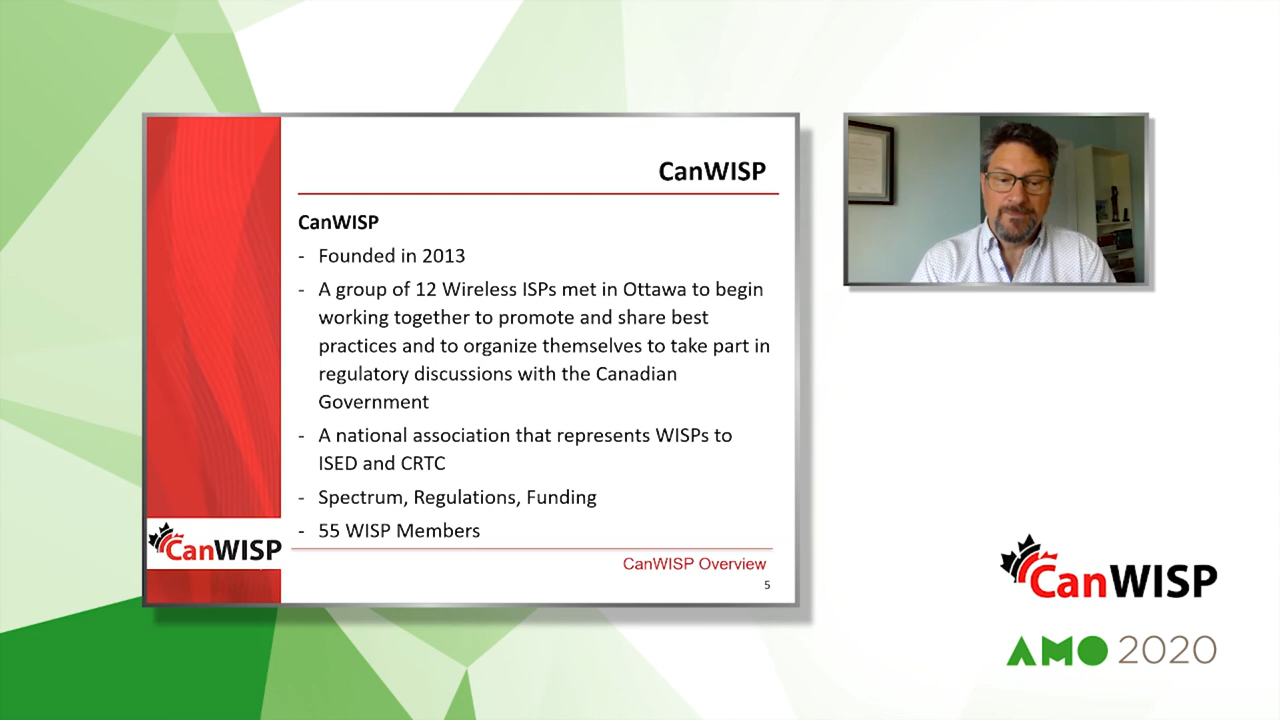 CanWISP
CanWISP
- Founded in 2013
- A group of 12 Wireless ISPs met in Ottawa to begin
working together to promote and share best
practices and to organize themselves to take part in
regulatory discussions with the Canadian
Government
- A national association that represents WISPs to
ISED and CRTC
- Spectrum, Regulations, Funding
- 55 WISP Members
CanWISP
CanWISP Overview
5
CanWISP
AMO 2020